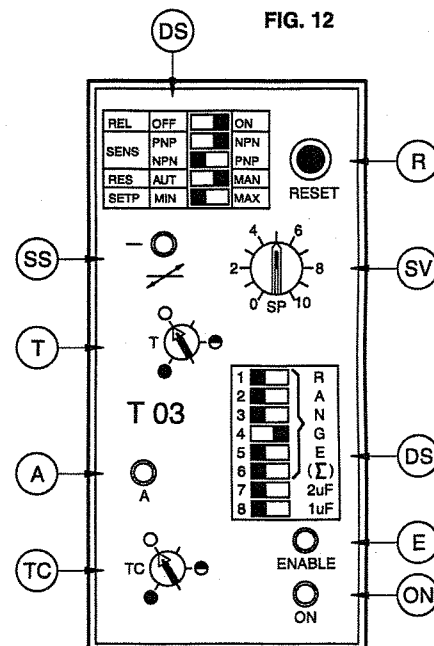 FIG. 12
DS
REL OFF ON
SENS PNP NPN
NPN PNP
RES AUT MAN
SETP MIN MAX
RESET
R
SS
–
4 6
2 8
0 10
SP
SV
T
T
T 03
1 R
2 A
3 N
4 G
5 E
6 (Σ)
7 2uF
8 1uF
DS
A
A
E
ENABLE
TC
TC
ON
ON